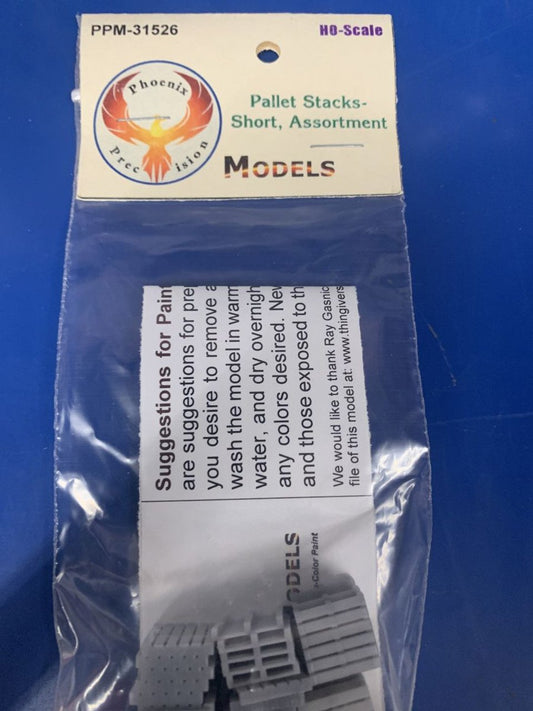 PPM-31526
HO-Scale
Phoenix
Precision
Pallet Stacks-
Short, Assortment
MODELS
Suggestions for Paint
are suggestions for pre
you desire to remove a
wash the model in warm
water, and dry overnigh
any colors desired. New
and those exposed to th
We would like to thank Ray Gasnic
file of this model at: www.thingivers
ODELS
-Color Paint